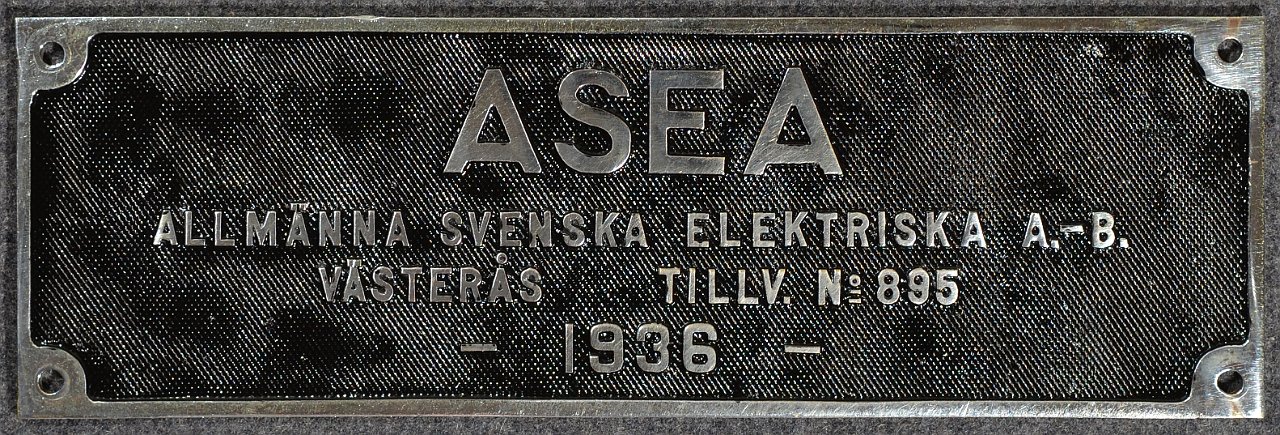 ASEA
ALLMÄNNA SVENSKA ELEKTRISKA A.-B.
VÄSTERÅS TILLV. No 895
- 1936 -